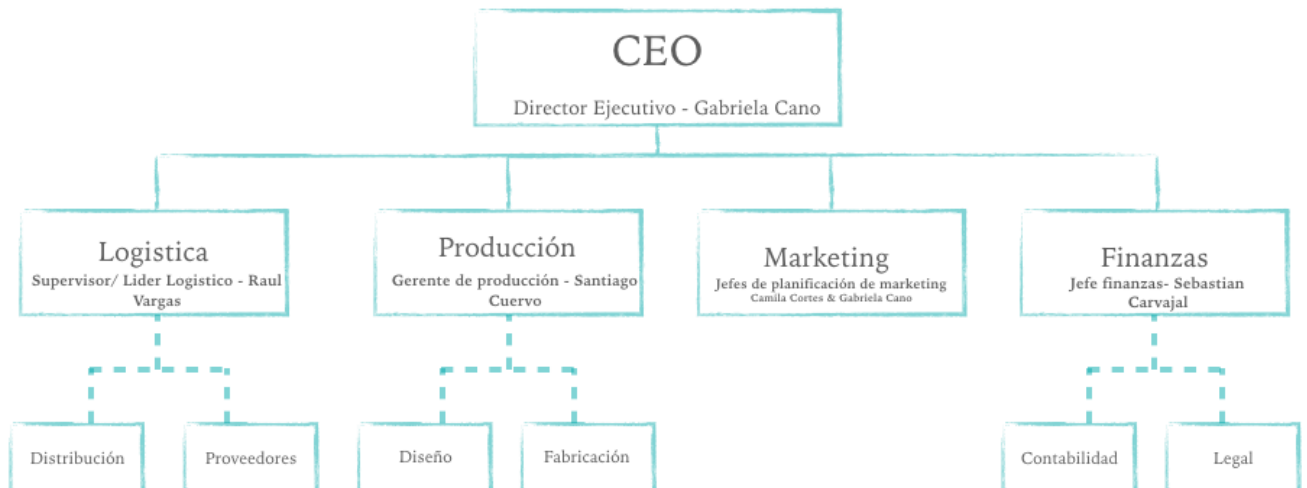 CEO
Director Ejecutivo - Gabriela Cano
Logistica
Supervisor/ Lider Logistico - Raul
Vargas
Producción
Gerente de producción - Santiago
Cuervo
Marketing
Jefes de planificación de marketing
Camila Cortes & Gabriela Cano
Finanzas
Jefe finanzas- Sebastian
Carvajal
Distribución
Proveedores
Diseño
Fabricación
Contabilidad
Legal